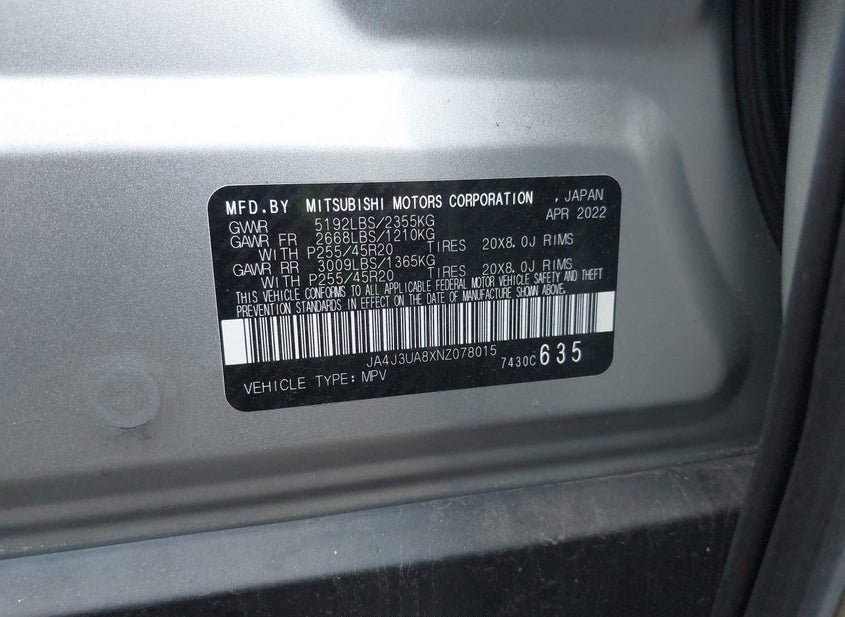 MFD.BY MITSUBISHI MOTORS CORPORATION , JAPAN
GWWR 5192LBS/2355KG APR 2022
GAWR FR 2668LBS/1210KG
WITH P255/45R20 TIRES 20X8.0J RIMS
GAWR RR 3009LBS/1365KG
WITH P255/45R20 TIRES 20X8.0J RIMS
THIS VEHICLE CONFORMS TO ALL APPLICABLE FEDERAL MOTOR VEHICLE SAFETY AND THEFT
PREVENTION STANDARDS IN EFFECT ON THE DATE OF MANUFACTURE SHOWN ABOVE.
JA4J3UA8XNZ078015
7430C 635
VEHICLE TYPE: MPV